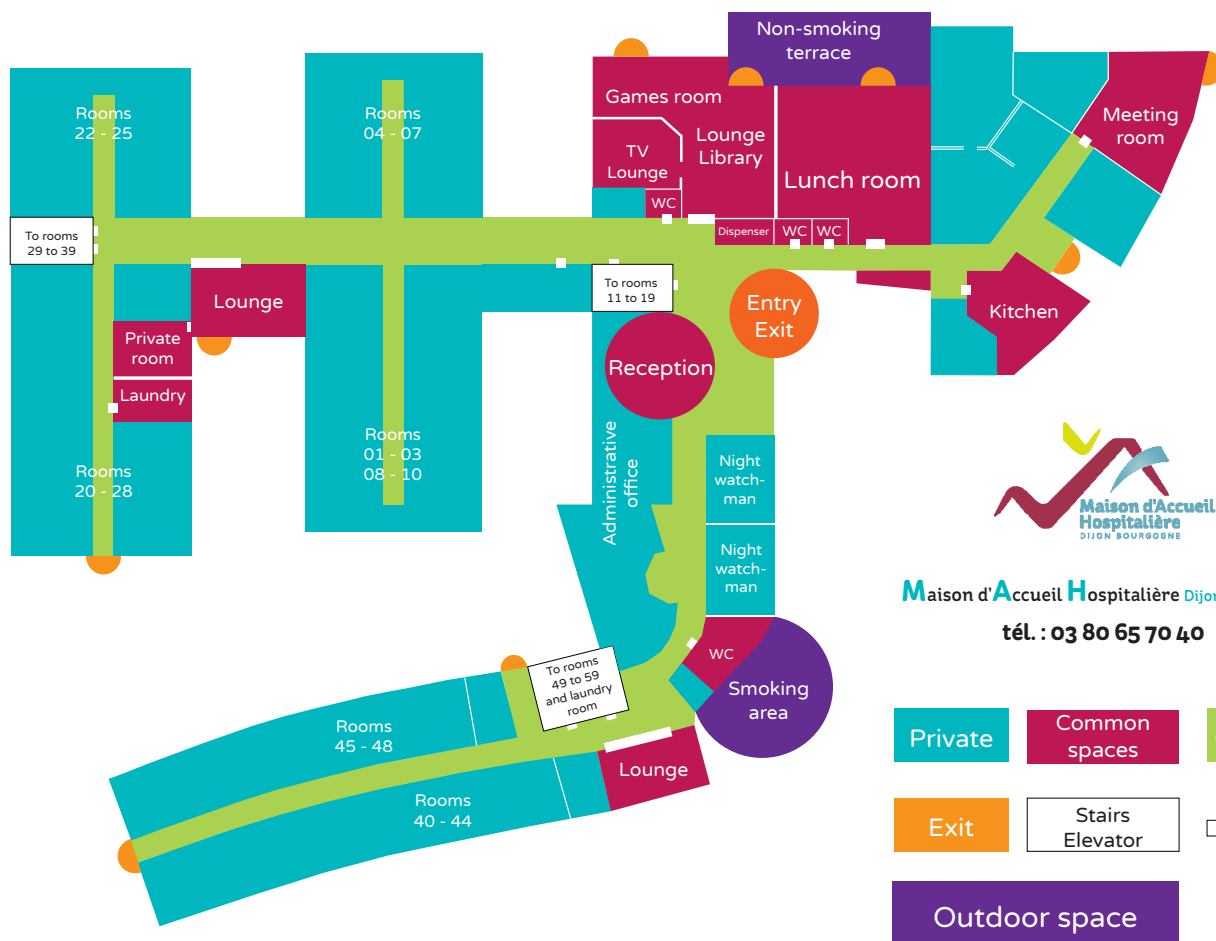 Non-smoking
terrace
Games room
Lounge
Library
TV
Lounge
WC
Lunch room
Dispenser
WC
WC
Meeting
room
Rooms
22 - 25
Rooms
04 - 07
To rooms
29 to 39
Lounge
Private
room
Laundry
To rooms
11 to 19
Entry
Exit
Reception
Kitchen
Rooms
20 - 28
Rooms
01 - 03
08 - 10
Administrative
office
Night
watch-
man
Night
watch-
man
WC
Smoking
area
To rooms
49 to 59
and laundry
room
Rooms
45 - 48
Rooms
40 - 44
Lounge
Maison d'Accueil
Hospitalière
DIJON BOURGOGNE
Maison d'Accueil Hospitalière Dijon
tél. : 03 80 65 70 40
Private
Common
spaces
Exit
Stairs
Elevator
Outdoor space